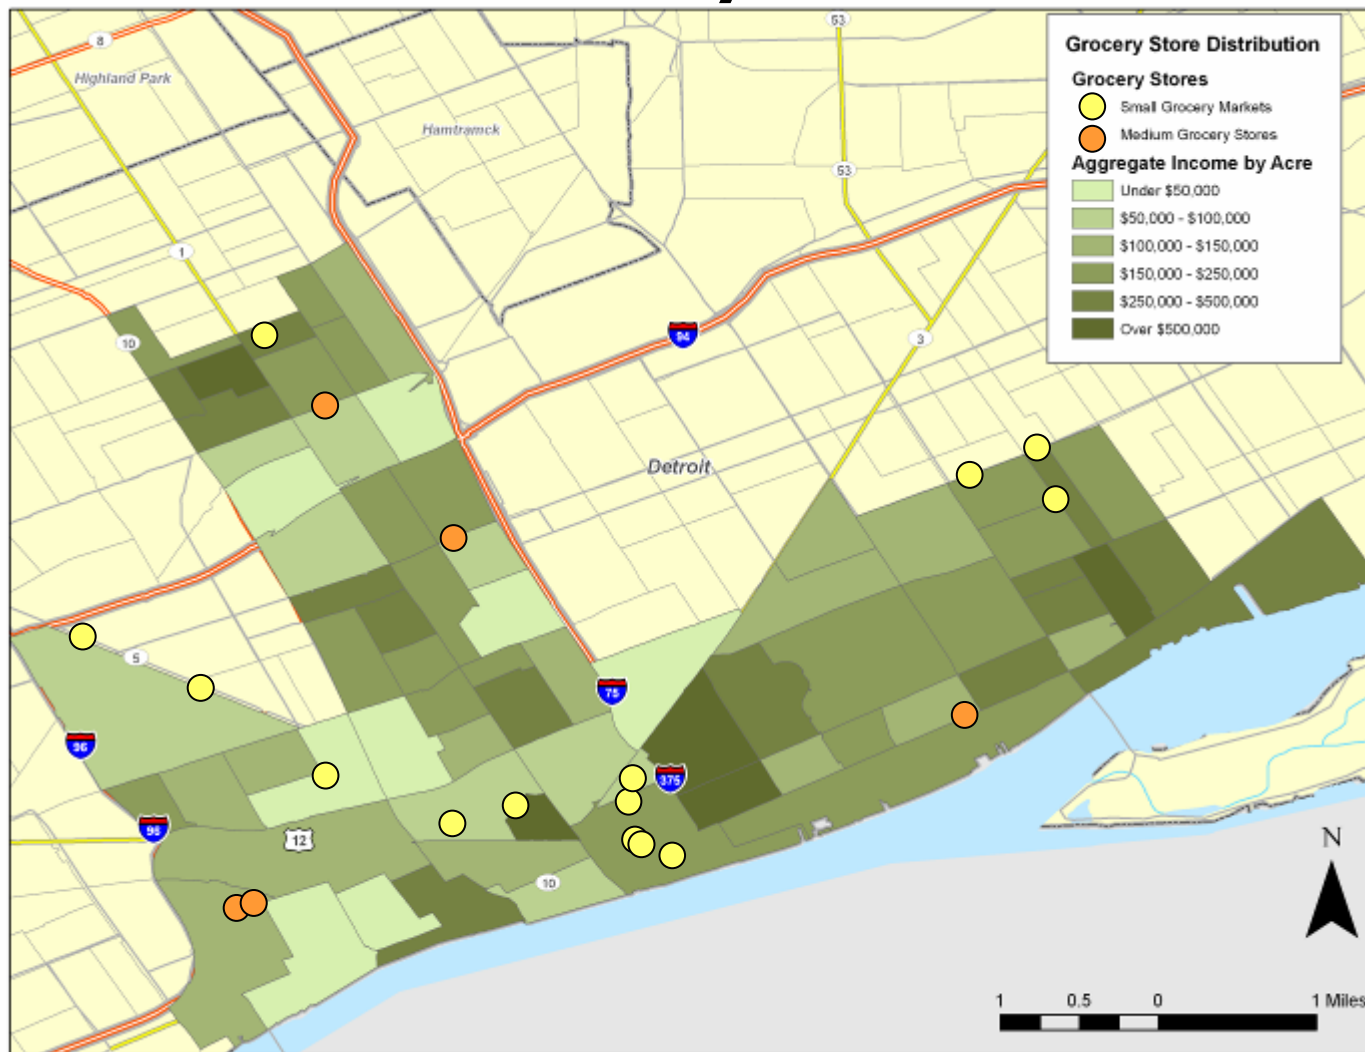 Grocery Store Distribution
Grocery Stores
Small Grocery Markets
Medium Grocery Stores
Aggregate Income by Acre
Under $50,000
$50,000 - $100,000
$100,000 - $150,000
$150,000 - $250,000
$250,000 - $500,000
Over $500,000
53
8
Highland Park
Hamtramck
53
1
94
3
10
Detroit
5
75
96
375
95
12
10
N
1 0.5 0 1 Miles